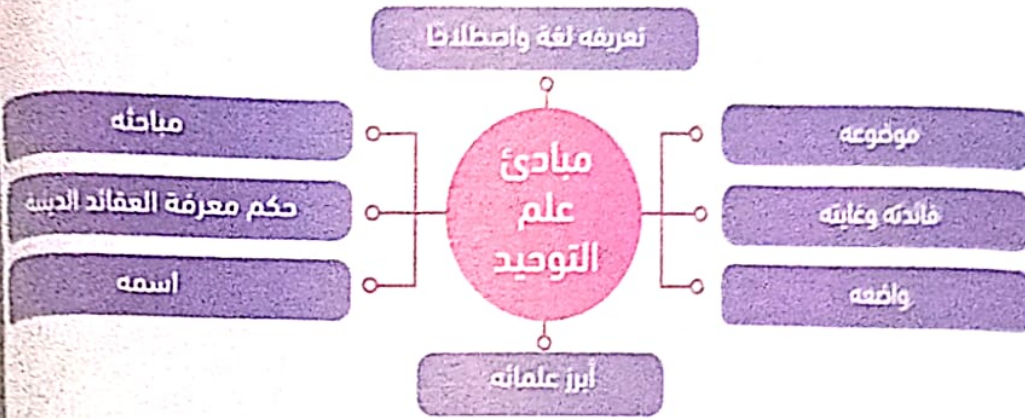 تعريفه لغة واصطلاحًا
مبادئ
علم
التوحيد
موضوعه
فائدته وغايته
واضعه
مباحثه
حكم معرفة العقائد الدينية
اسمه
أبرز علمائه